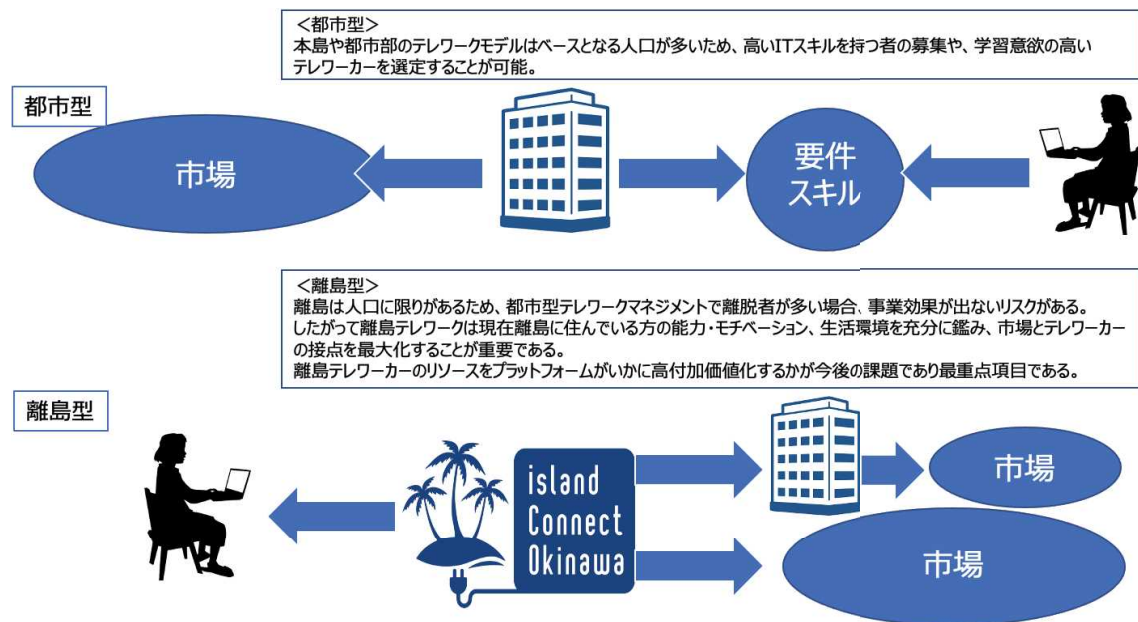 <都市型>
本島や都市部のテレワークモデルはベースとなる人口が多いため、高いITスキルを持つ者の募集や、学習意欲の高い
テレワーカーを選定することが可能。
都市型
市場
要件
スキル
<離島型>
離島は人口に限りがあるため、都市型テレワークマネジメントで離脱者が多い場合、事業効果が出ないリスクがある。
したがって離島テレワークは現在離島に住んでいる方の能力・モチベーション、生活環境を充分に鑑み、市場とテレワーカー
の接点を最大化することが重要である。
離島テレワーカーのリソースをプラットフォームがいかに高付加価値化するかが今後の課題であり最重点項目である。
離島型
island
Connect
Okinawa
市場
市場